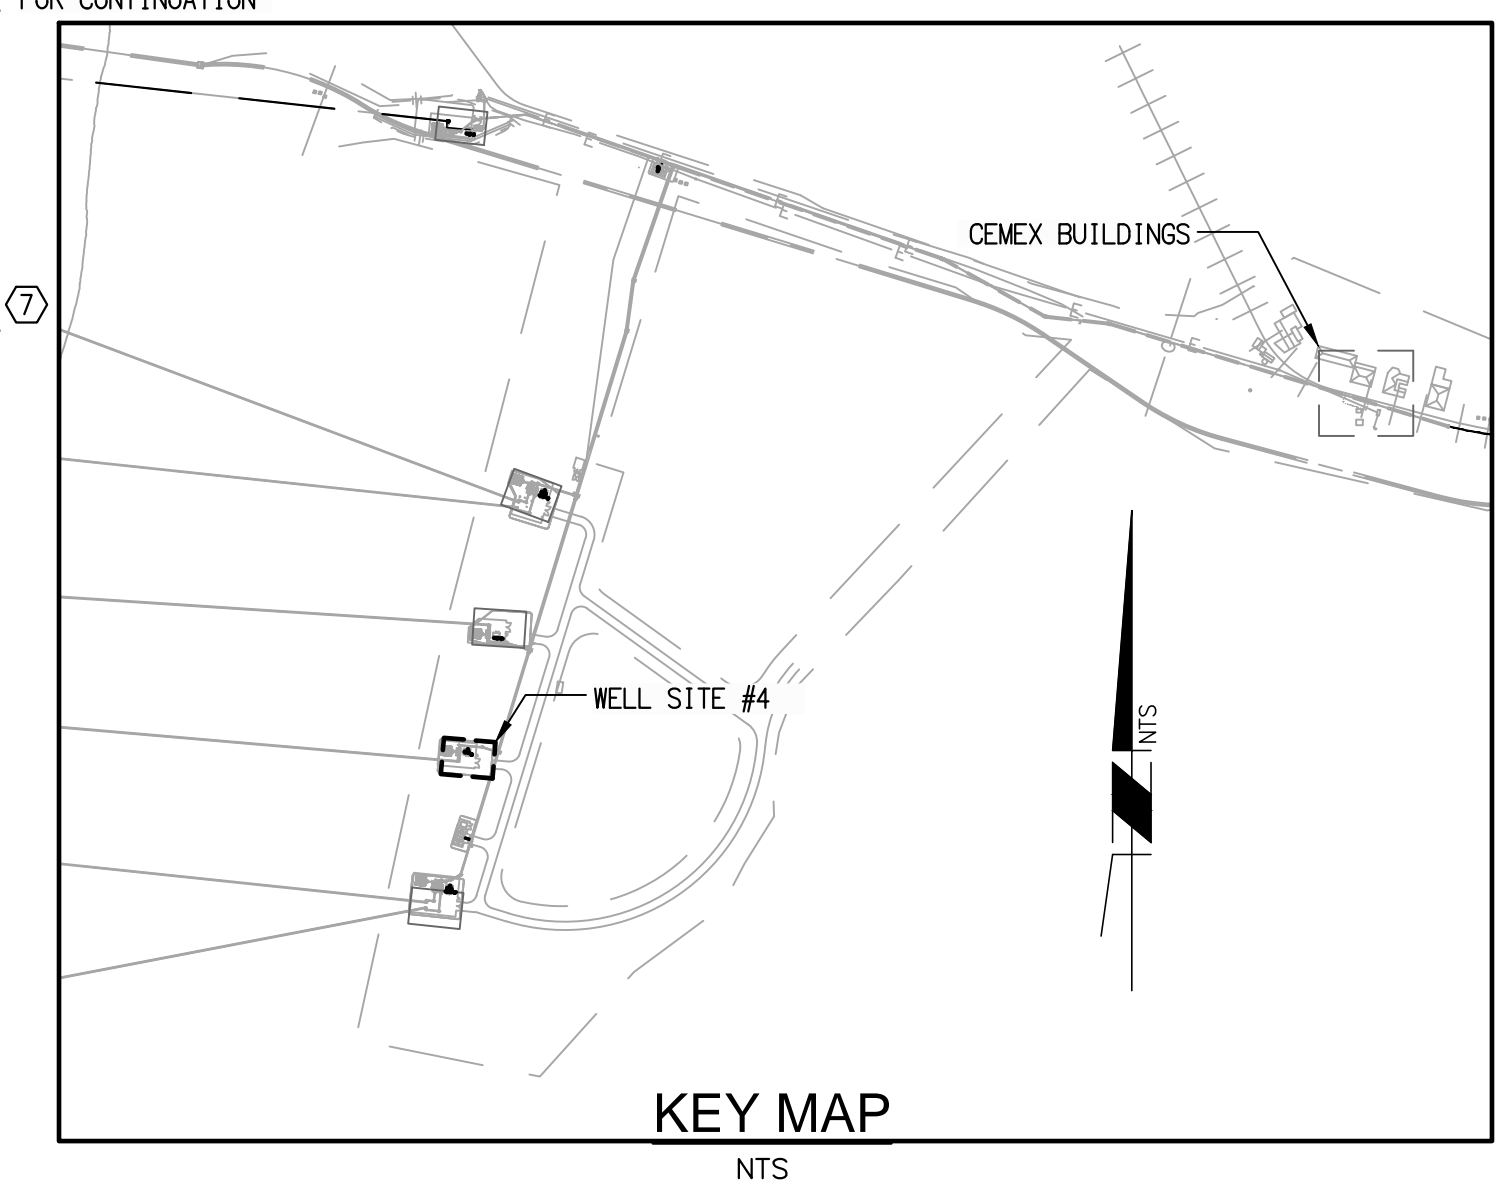 FOR CONTINUATION
CEMEX BUILDINGS
7
WELL SITE #4
NTS
KEY MAP
NTS